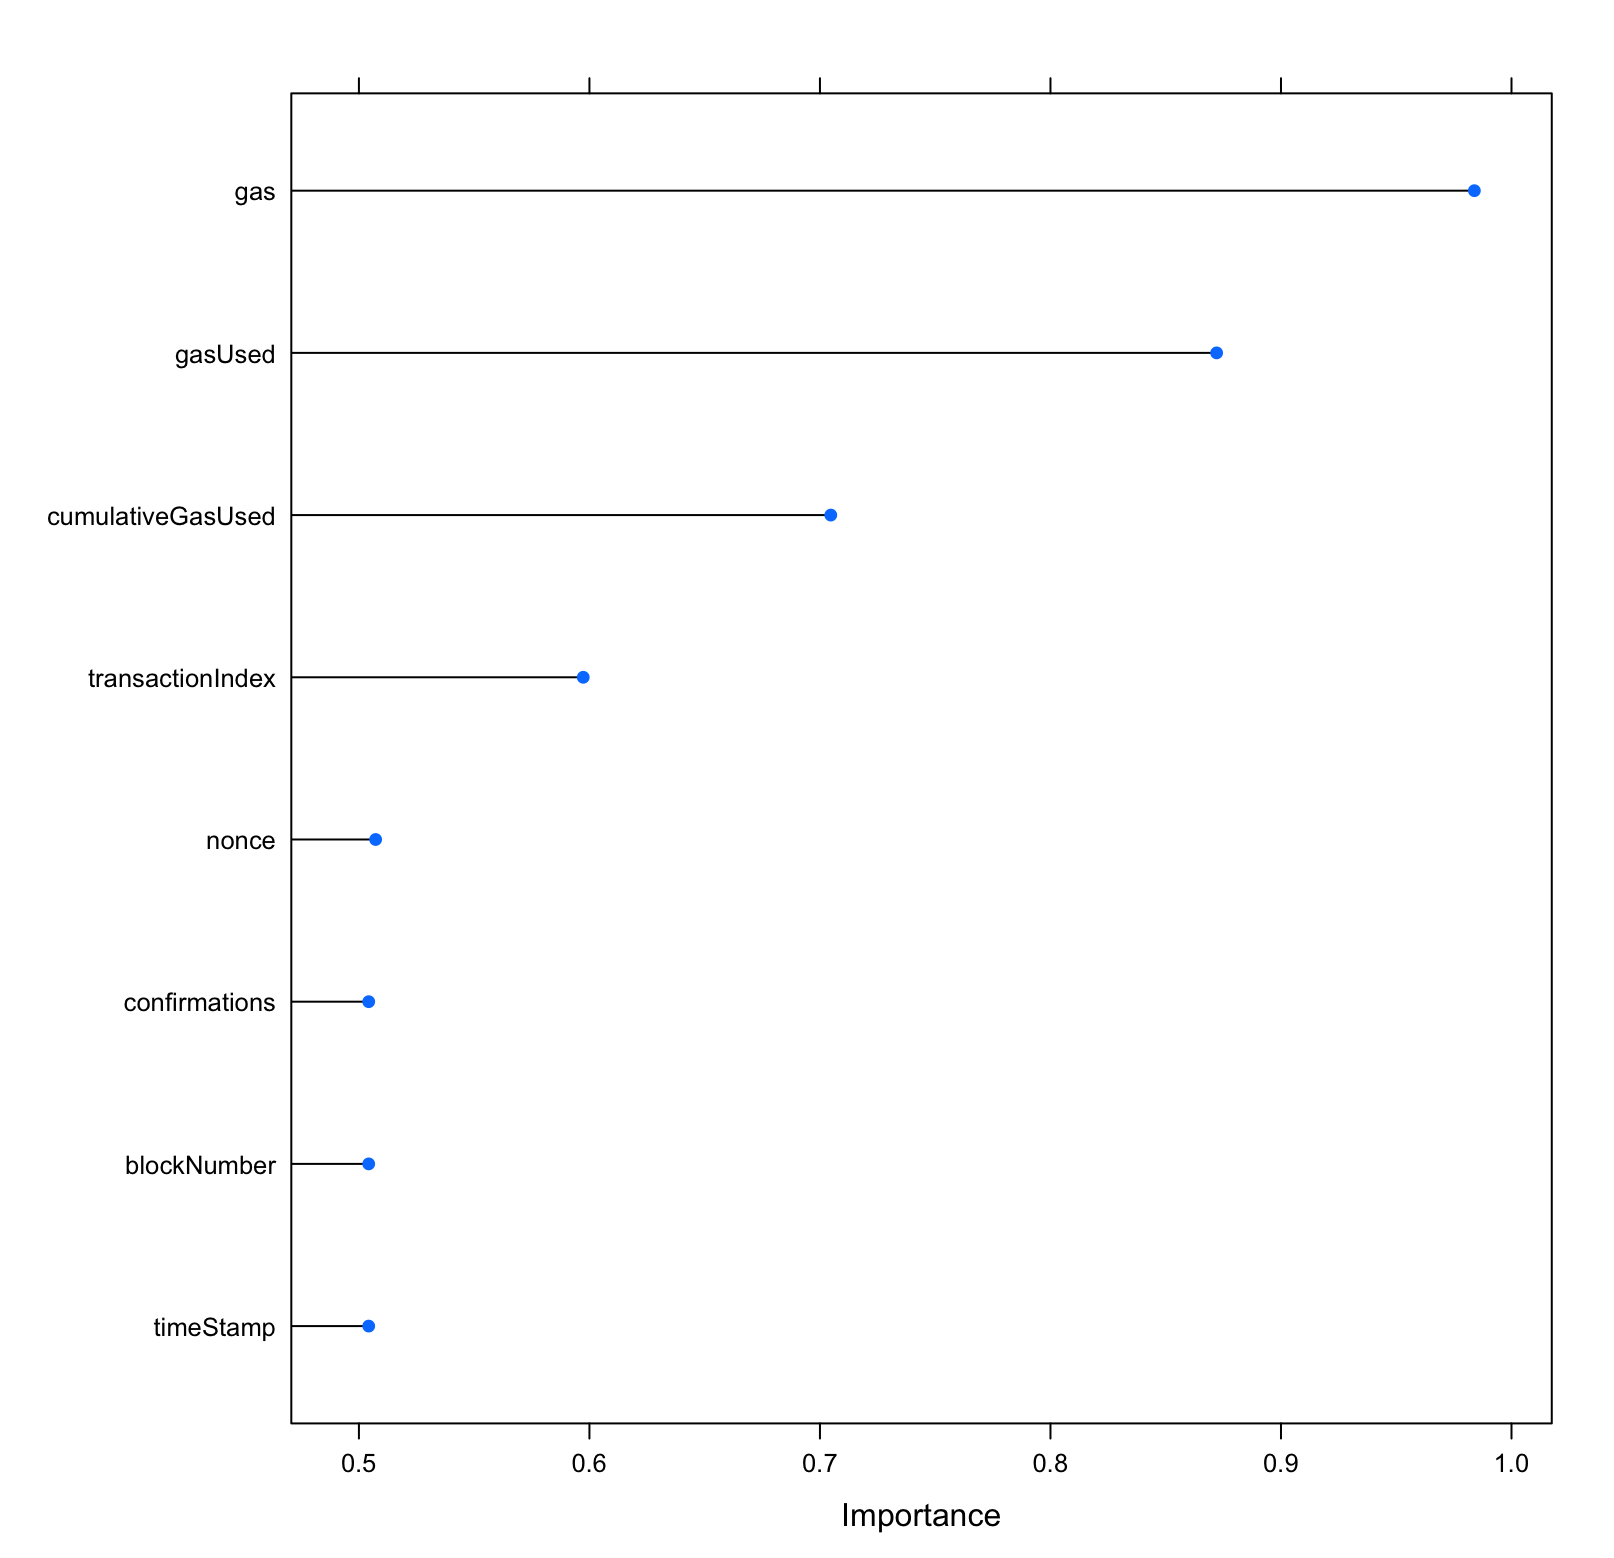 gas
gasUsed
cumulativeGasUsed
transactionIndex
nonce
confirmations
blockNumber
timeStamp
0.5 0.6 0.7 0.8 0.9 1.0
Importance